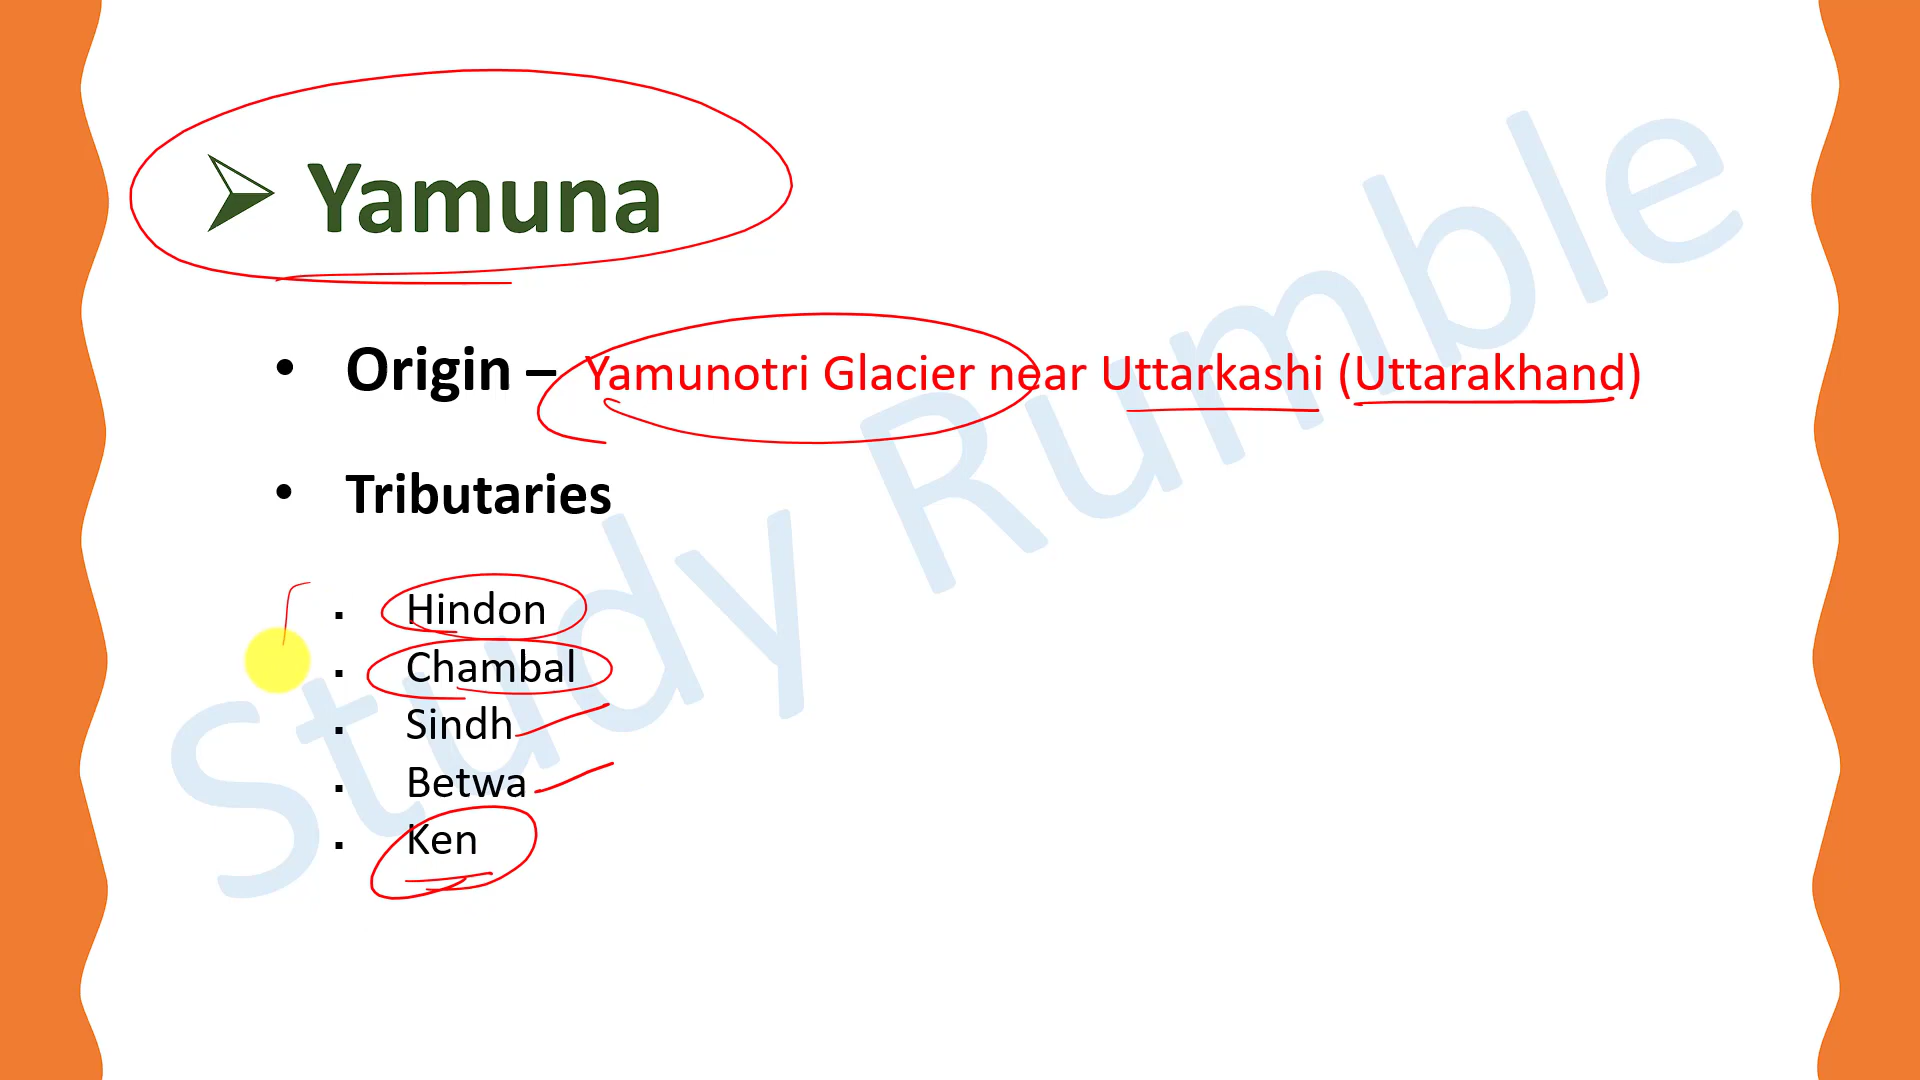 ➢ Yamuna
• Origin – Yamunotri Glacier near Uttarkashi (Uttarakhand)
• Tributaries
▪ Hindon
▪ Chambal
▪ Sindh
▪ Betwa
▪ Ken
Study Rumble